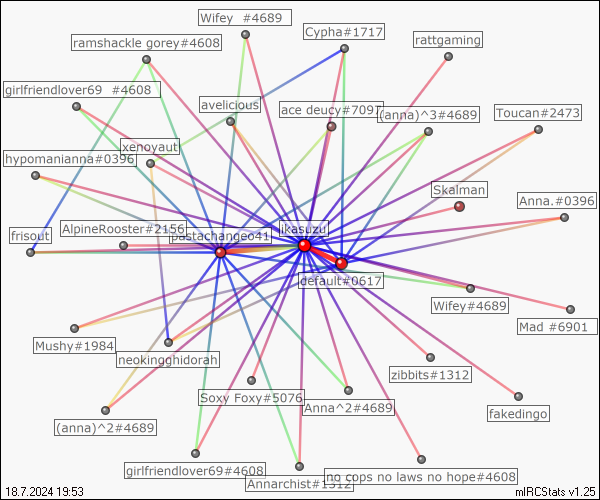 Wifey #4689
Cypha#1717
ramshackle gorey#4608
rattgaming
girlfriendlover69 #4608
avelicious
ace deucy#7097
(anna)^3#4689
Toucan#2473
xenoyaut
hypomanianna#0396
Skalman
Anna.#0396
AlpineRooster#2156
pastachangeo41
likasuzu
frisout
default#0617
Wifey#4689
Mad #6901
Mushy#1984
neokingghidorah
zibbits#1312
Soxy Foxy#5076
Anna^2#4689
fakedingo
(anna)^2#4689
girlfriendlover69#4608
Annarchist#1312
no cops no laws no hope#4608
18.7.2024 19:53
mIRCStats v1.25